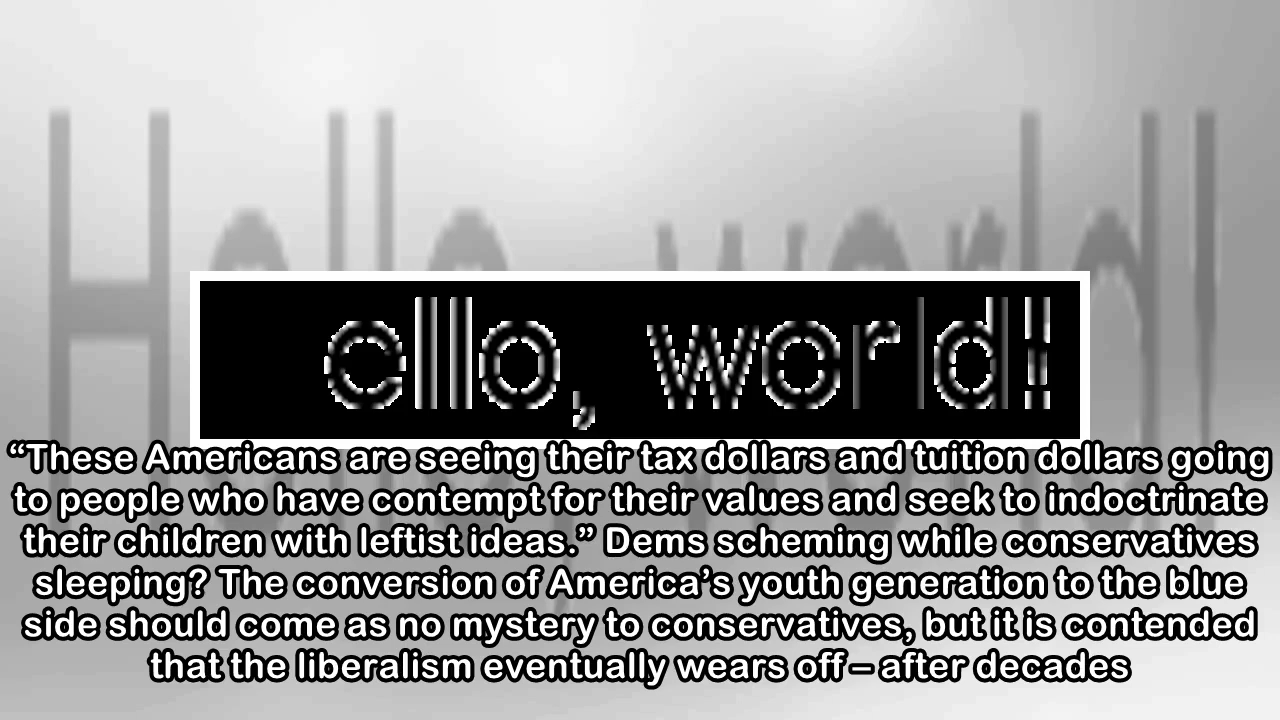 Hello, world!
ello, world!
“These Americans are seeing their tax dollars and tuition dollars going
to people who have contempt for their values and seek to indoctrinate
their children with leftist ideas.” Dems scheming while conservatives
sleeping? The conversion of America’s youth generation to the blue
side should come as no mystery to conservatives, but it is contended
that the liberalism eventually wears off – after decades